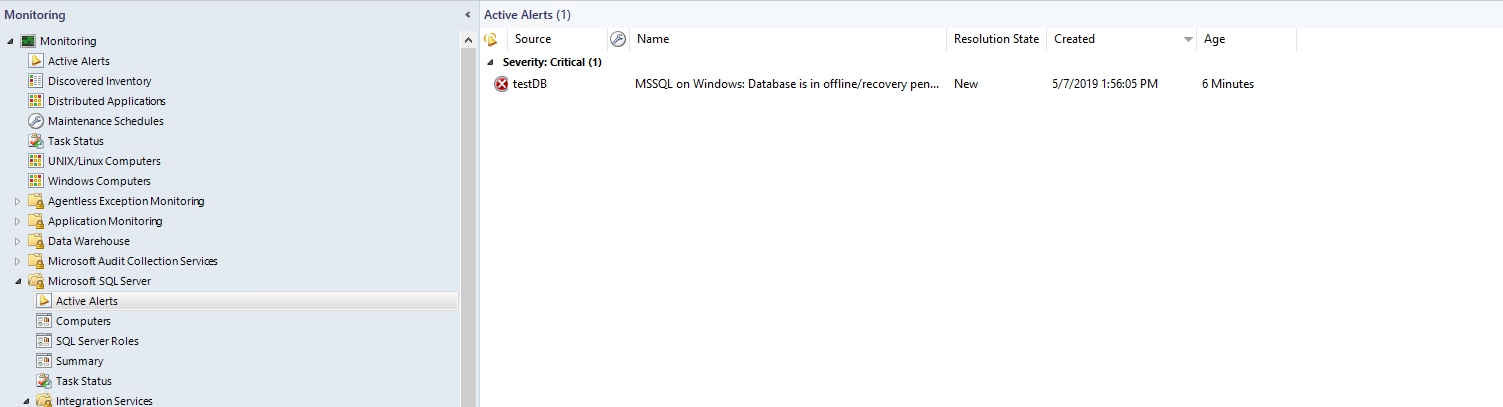 Monitoring
Monitoring
Active Alerts
Discovered Inventory
Distributed Applications
Maintenance Schedules
Task Status
UNIX/Linux Computers
Windows Computers
Agentless Exception Monitoring
Application Monitoring
Data Warehouse
Microsoft Audit Collection Services
Microsoft SQL Server
Active Alerts
Computers
SQL Server Roles
Summary
Task Status
Integration Services
Active Alerts (1)
Source Name Resolution State Created Age
Severity: Critical (1)
testDB MSSQL on Windows: Database is in offline/recovery pen... New 5/7/2019 1:56:05 PM 6 Minutes